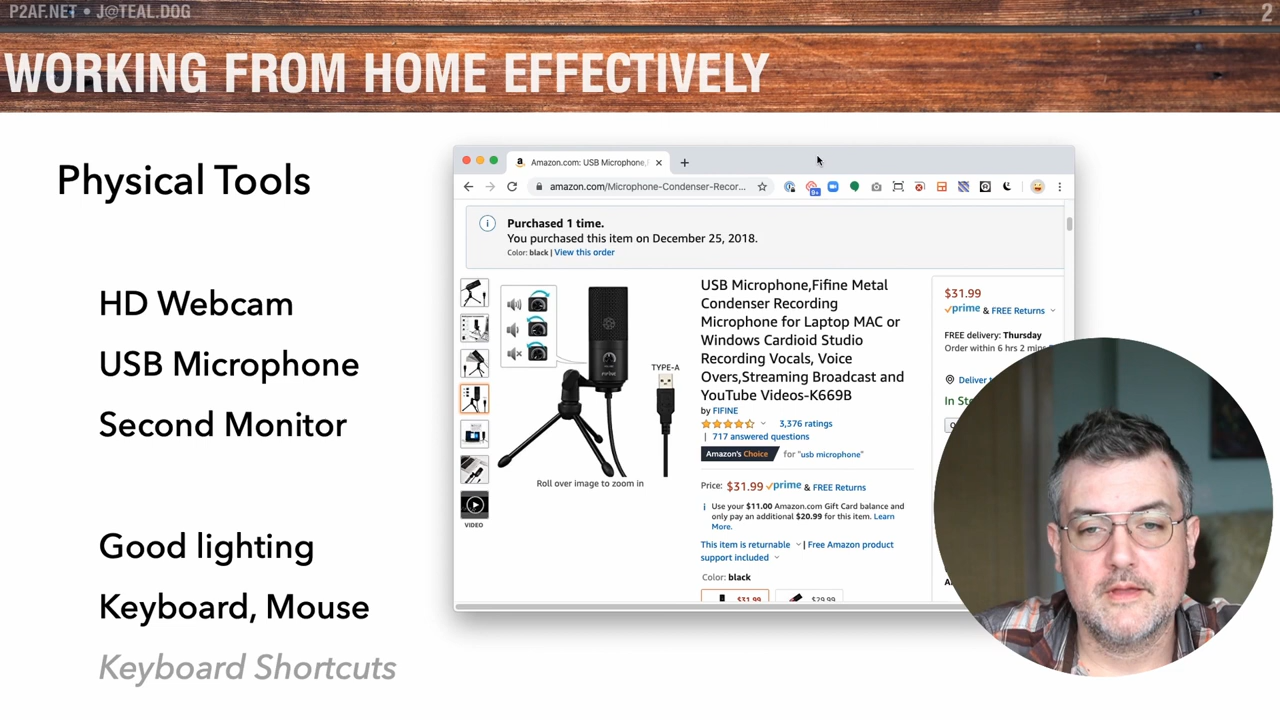 P2AF.NET • J@TEAL.DOG
2
WORKING FROM HOME EFFECTIVELY
Physical Tools
HD Webcam
USB Microphone
Second Monitor
Good lighting
Keyboard, Mouse
Keyboard Shortcuts
Amazon.com: USB Microphone,F
amazon.com/Microphone-Condenser-Recor...
9+
Purchased 1 time.
You purchased this item on December 25, 2018.
Color: black | View this order
TYPE-A
FIFINE
Roll over image to zoom in
VIDEO
USB Microphone,Fifine Metal
Condenser Recording
Microphone for Laptop MAC or
Windows Cardioid Studio
Recording Vocals, Voice
Overs,Streaming Broadcast and
YouTube Videos-K669B
by FIFINE
3,376 ratings
| 717 answered questions
Amazon's Choice for "usb microphone"
Price: $31.99 prime & FREE Returns
Use your $11.00 Amazon.com Gift Card balance and
only pay an additional $20.99 for this item. Learn
More.
This item is returnable | Free Amazon product
support included
Color: black
$31.99 $29.99
$31.99
prime & FREE Returns
FREE delivery: Thursday
Order within 6 hrs 2 mins
Deliver
In St